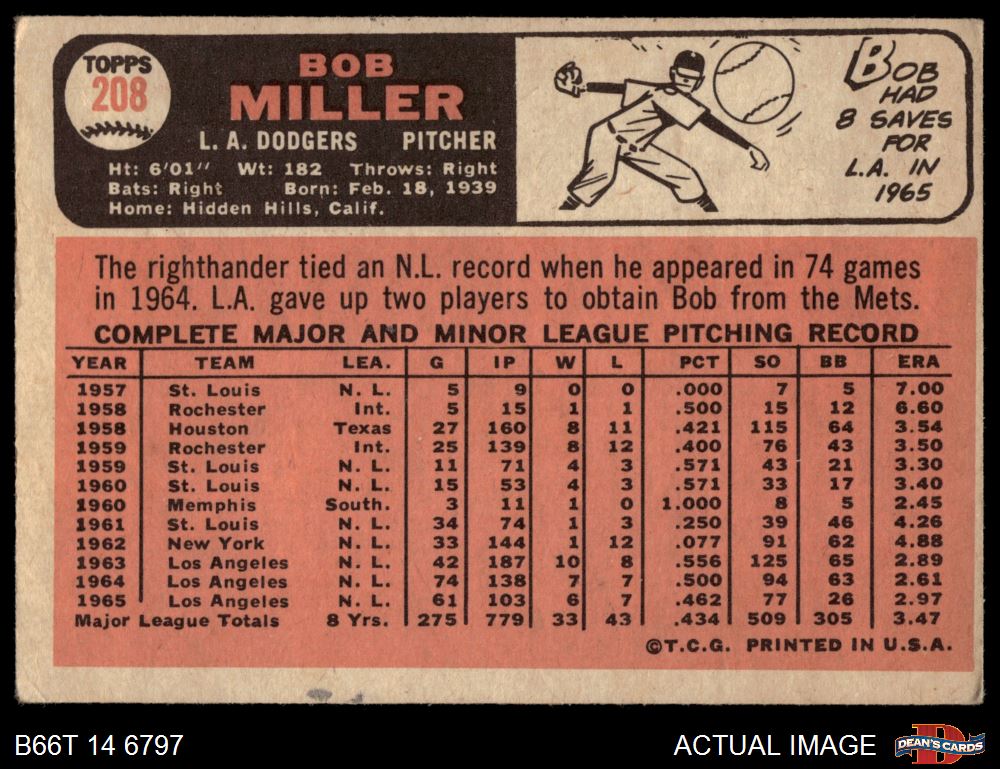 TOPPS
208
BOB
MILLER
L. A. DODGERS PITCHER
Ht: 6'01" Wt: 182 Throws: Right
Bats: Right Born: Feb. 18, 1939
Home: Hidden Hills, Calif.
BOB
HAD
8 SAVES
FOR
L.A. IN
1965
The righthander tied an N.L. record when he appeared in 74 games
in 1964. L.A. gave up two players to obtain Bob from the Mets.
COMPLETE MAJOR AND MINOR LEAGUE PITCHING RECORD
YEAR TEAM LEA. G IP W L PCT SO BB ERA
1957 St. Louis N. L. 5 9 0 0 .000 7 5 7.00
1958 Rochester Int. 5 15 1 1 .500 15 12 6.60
1958 Houston Texas 27 160 8 11 .421 115 64 3.54
1959 Rochester Int. 25 139 8 12 .400 76 43 3.50
1959 St. Louis N. L. 11 71 4 3 .571 43 21 3.30
1960 St. Louis N. L. 15 53 4 3 .571 33 17 3.40
1960 Memphis South. 3 11 1 0 1.000 8 5 2.45
1961 St. Louis N. L. 34 74 1 3 .250 39 46 4.26
1962 New York N. L. 33 144 1 12 .077 91 62 4.88
1963 Los Angeles N. L. 42 187 10 8 .556 125 65 2.89
1964 Los Angeles N. L. 74 138 7 7 .500 94 63 2.61
1965 Los Angeles N. L. 61 103 6 7 .462 77 26 2.97
Major League Totals 8 Yrs. 275 779 33 43 .434 509 305 3.47
©T.C.G. PRINTED IN U.S.A.
B66T 14 6797
ACTUAL IMAGE
D
DEAN'S CARDS